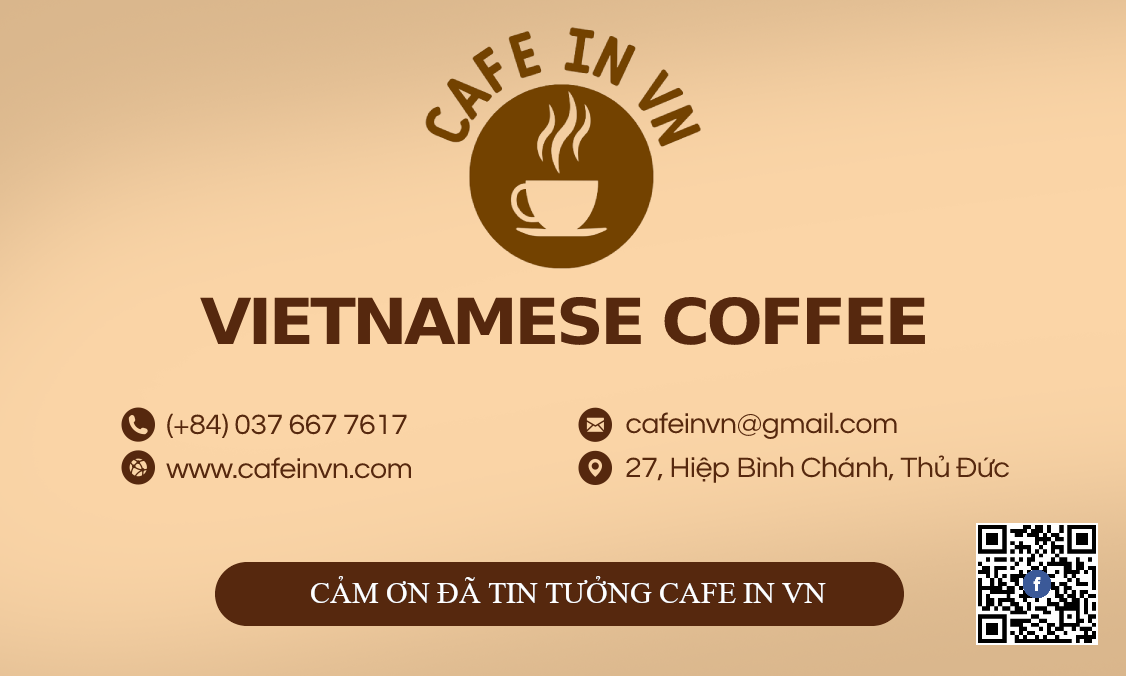 CAFE IN VN
VIETNAMESE COFFEE
(+84) 037 667 7617
cafeinvn@gmail.com
www.cafeinvn.com
27, Hiệp Bình Chánh, Thủ Đức
CẢM ƠN ĐÃ TIN TƯỞNG CAFE IN VN
f